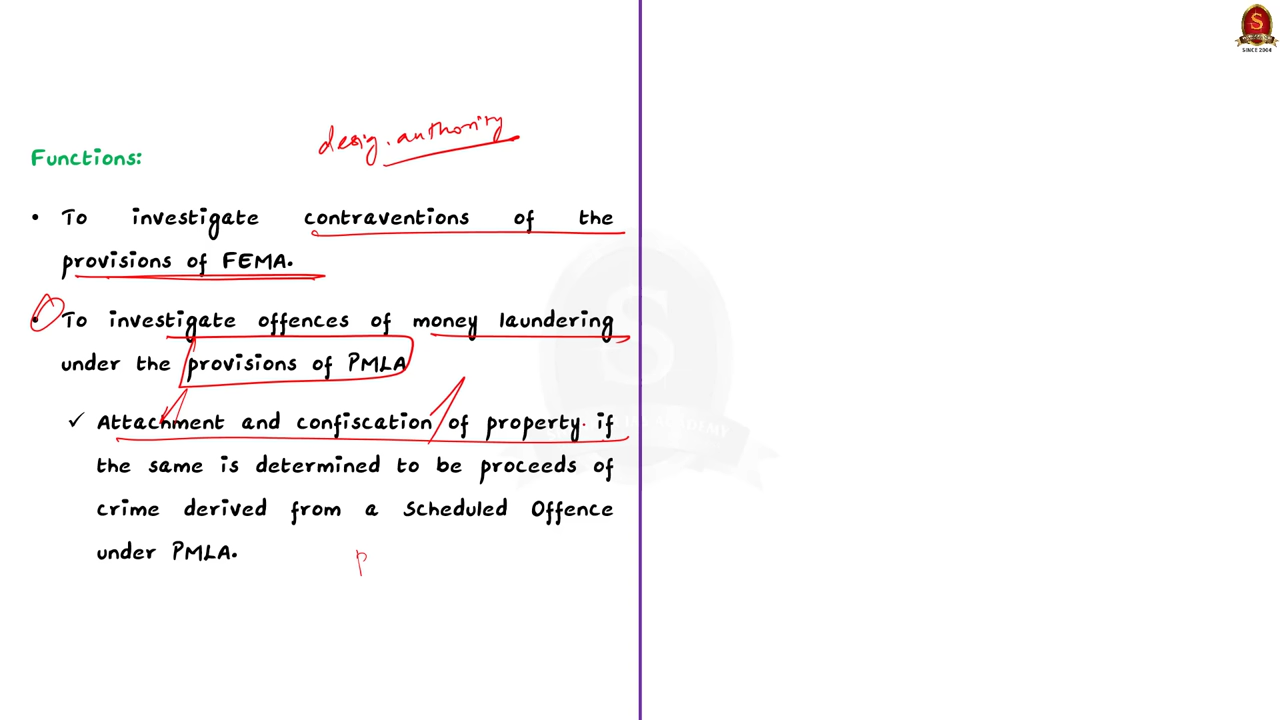 S
SINCE 2004
desig. authority
Functions:
• To investigate contraventions of the
provisions of FEMA.
• To investigate offences of money laundering
under the provisions of PMLA
✓ Attachment and confiscation of property if
the same is determined to be proceeds of
crime derived from a Scheduled Offence
under PMLA.